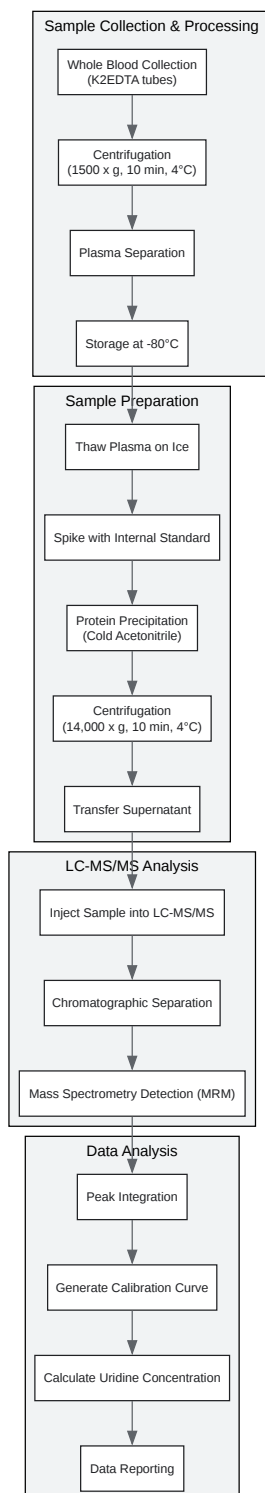 Sample Collection & Processing
Whole Blood Collection
(K2EDTA tubes)
Centrifugation
(1500 x g, 10 min, 4°C)
Plasma Separation
Storage at -80°C
Sample Preparation
Thaw Plasma on Ice
Spike with Internal Standard
Protein Precipitation
(Cold Acetonitrile)
Centrifugation
(14,000 x g, 10 min, 4°C)
Transfer Supernatant
LC-MS/MS Analysis
Inject Sample into LC-MS/MS
Chromatographic Separation
Mass Spectrometry Detection (MRM)
Data Analysis
Peak Integration
Generate Calibration Curve
Calculate Uridine Concentration
Data Reporting